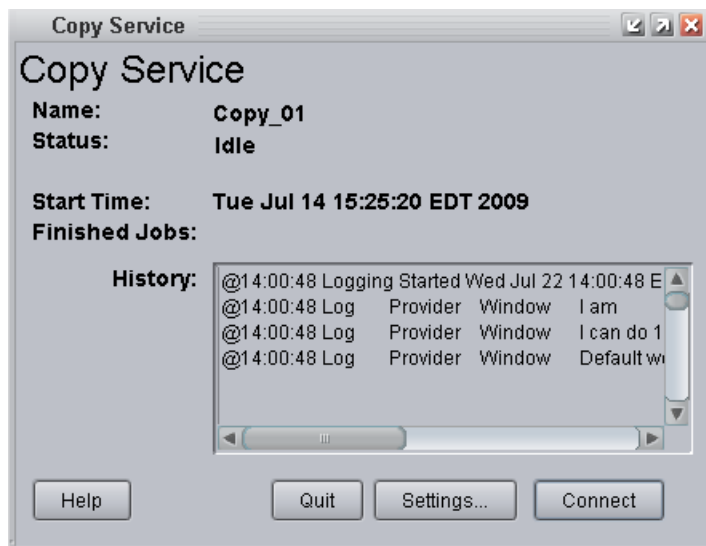 Copy Service
Copy Service
Name: Copy_01
Status: Idle
Start Time: Tue Jul 14 15:25:20 EDT 2009
Finished Jobs:
History:
@14:00:48 Logging Started Wed Jul 22 14:00:48 E
@14:00:48 Log Provider Window I am
@14:00:48 Log Provider Window I can do 1
@14:00:48 Log Provider Window Default
Help Quit Settings... Connect